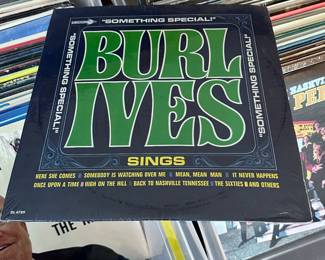 "SOMETHING SPECIAL!"
"SOMETHING SPECIAL!"
"SOMETHING SPECIAL!"
BURL
IVES
SINGS
HERE SHE COMES • SOMEBODY IS WATCHING OVER ME • MEAN, MEAN MAN • IT NEVER HAPPENS
ONCE UPON A TIME • HIGH ON THE HILL • BACK TO NASHVILLE TENNESSEE • THE SIXTIES • AND OTHERS
NASHVILLE
THE